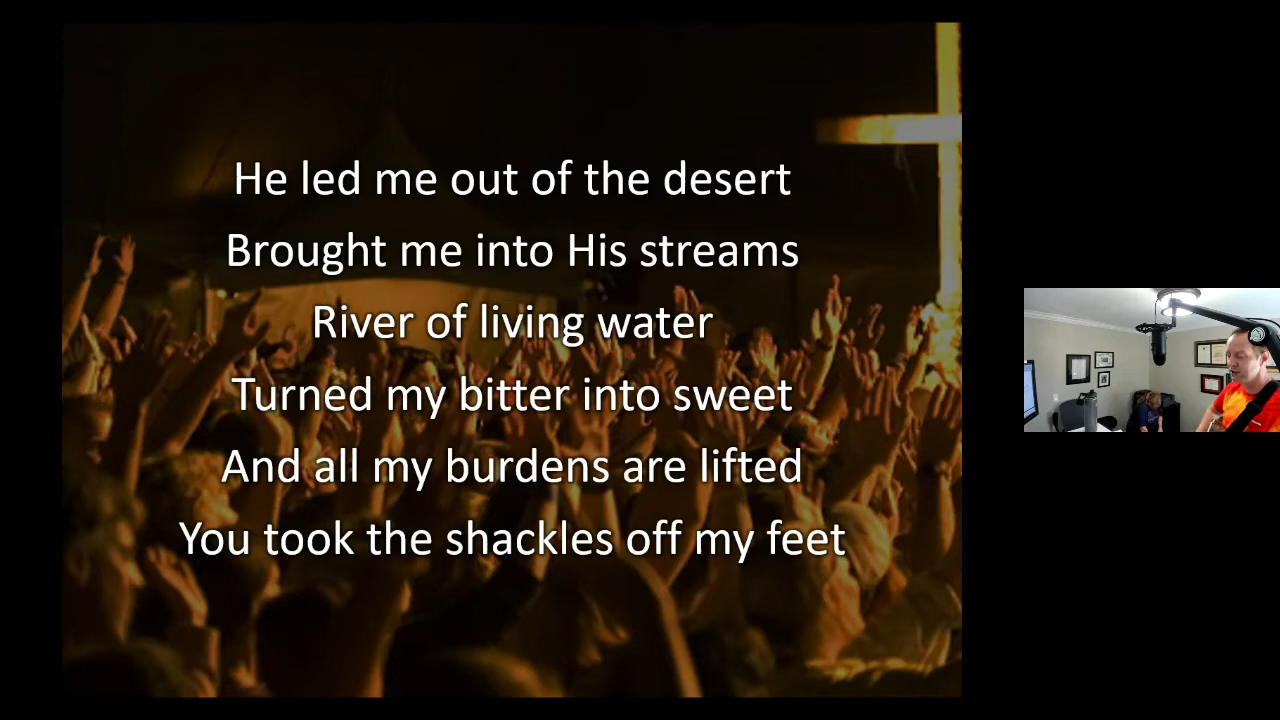 He led me out of the desert
Brought me into His streams
River of living water
Turned my bitter into sweet
And all my burdens are lifted
You took the shackles off my feet